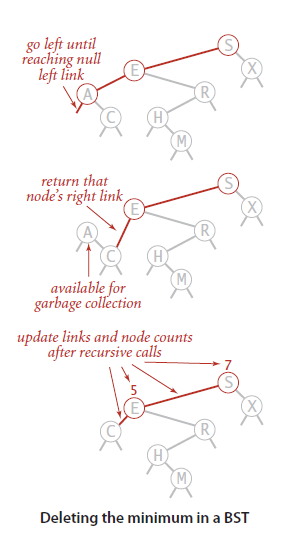 go left until
reaching null
left link
S
E
X
A
R
C
H
M
return that
node's right link
S
E
X
A
R
C
H
M
available for
garbage collection
update links and node counts
after recursive calls
7
S
5
E
X
C
R
H
M
Deleting the minimum in a BST